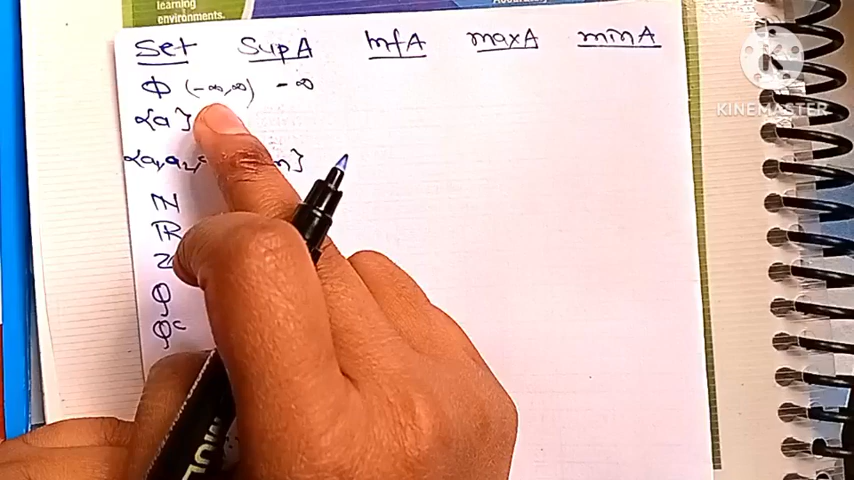 learning
environments.
Set SupA InfA maxA minA
Φ (-∞,∞) -∞
{a}
{a₁,a₂,
n}
ℕ
ℝ
ℤ
ℚ
ℚᶜ
KINEMASTER